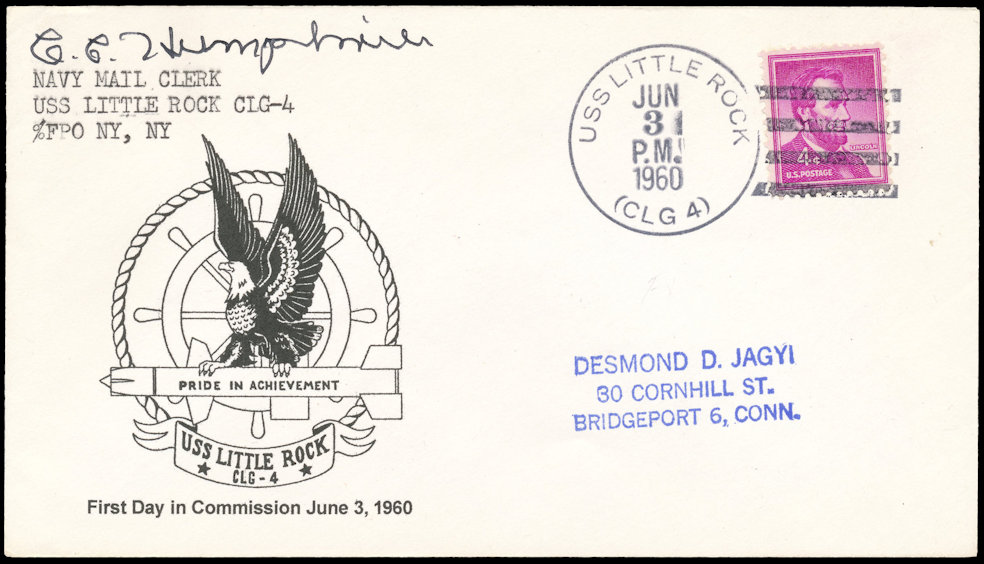 NAVY MAIL CLERK
USS LITTLE ROCK CLG-4
%FPO NY, NY
USS LITTLE ROCK
JUN
3 1
P.M.
1960
(CLG 4)
LINCOLN
4¢
U.S. POSTAGE
PRIDE IN ACHIEVEMENT
USS LITTLE ROCK
CLG-4
First Day in Commission June 3, 1960
DESMOND D. JAGYI
30 CORNHILL ST.
BRIDGEPORT 6, CONN.